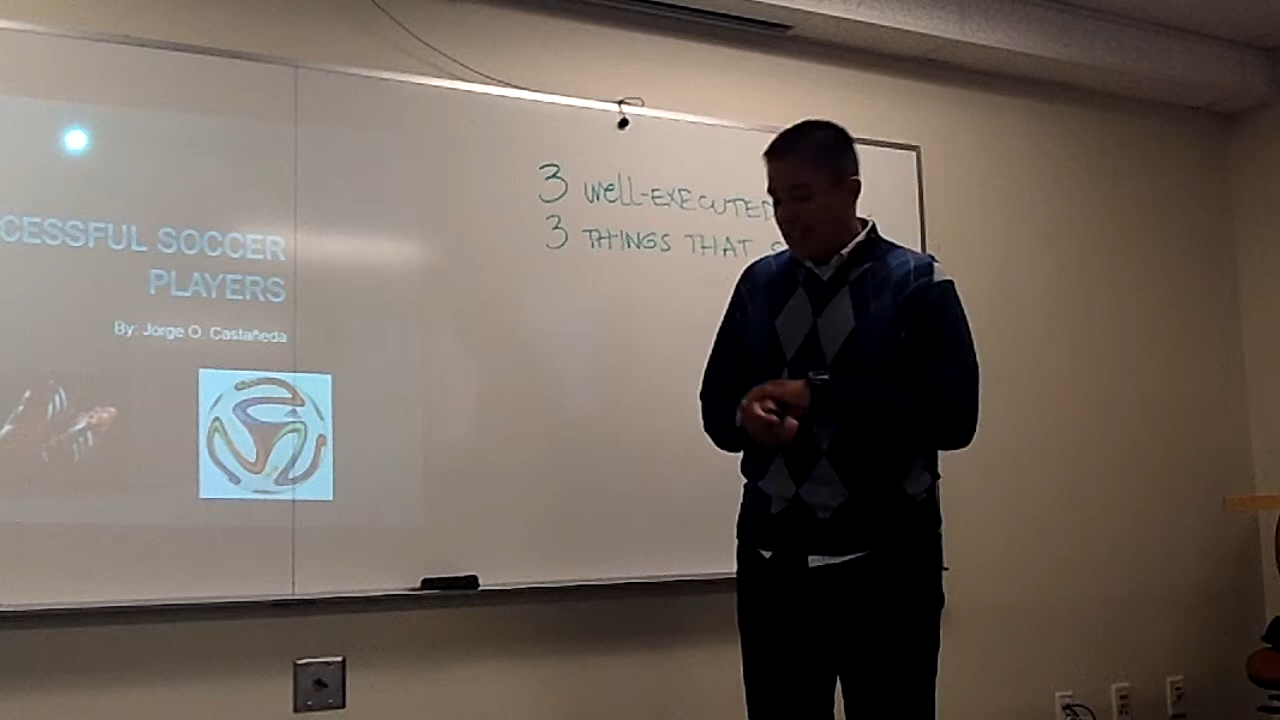 CESSFUL SOCCER
PLAYERS
By: Jorge O. Castañeda
3 WELL-EXECUTED
3 THINGS THAT